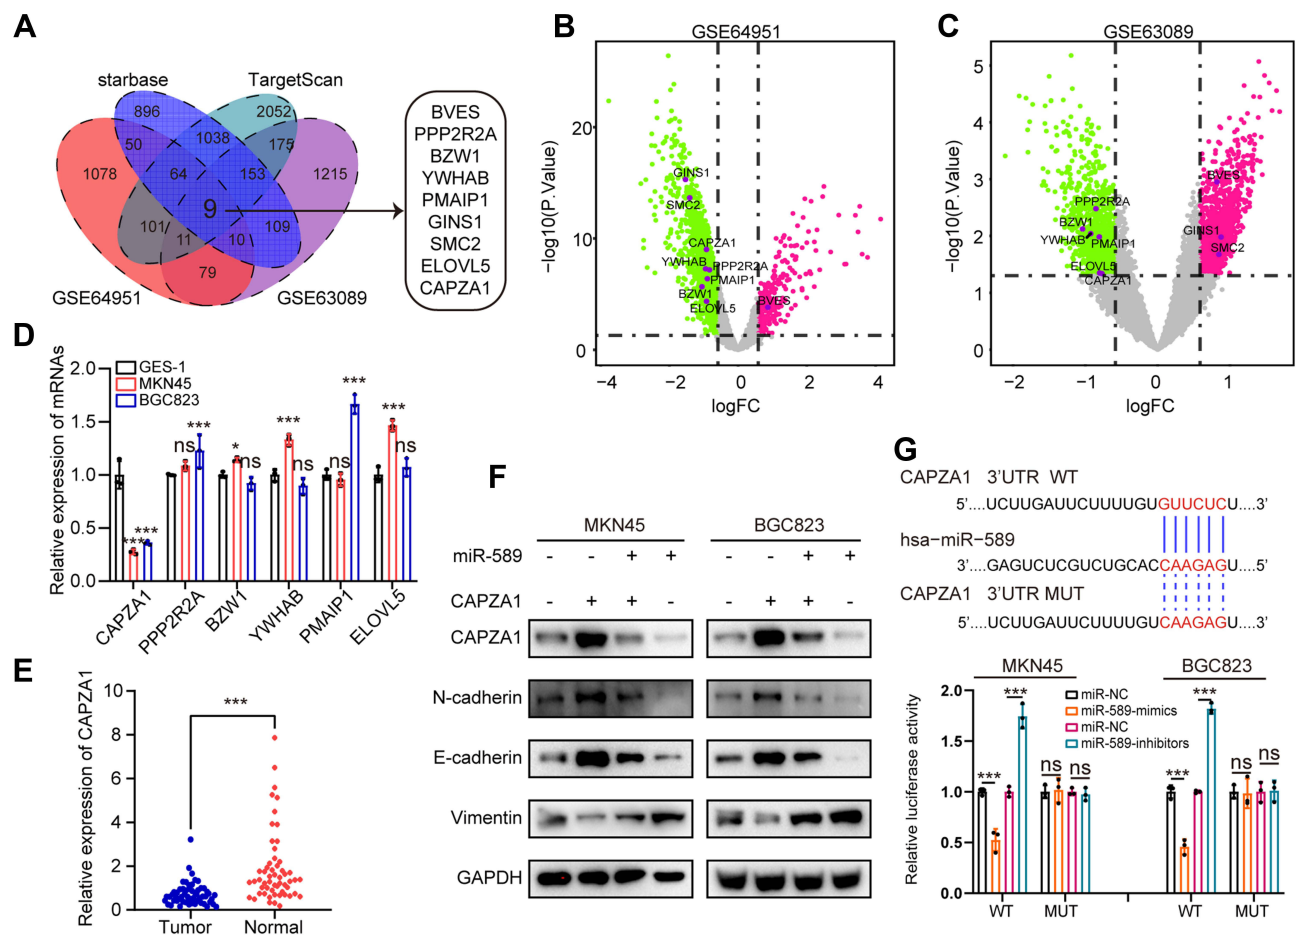 A
starbase
TargetScan
896
2052
50
1038
175
1078
64
153
1215
9
101
11
10
109
79
GSE64951
GSE63089
BVES
PPP2R2A
BZW1
YWHAB
PMAIP1
GINS1
SMC2
ELOVL5
CAPZA1
B
GSE64951
−log10(P.Value)
20
10
0
GINS1
SMC2
CAPZA1
YWHAB
PPP2R2A
PMAIP1
BZW1
BVES
ELOVL5
−4
−2
0
2
4
logFC
C
GSE63089
−log10(P.Value)
5
4
3
2
1
0
BVES
PPP2R2A
BZW1
GINS1
YWHAB
PMAIP1
SMC2
ELOVL5
CAPZA1
−2
−1
0
1
logFC
D
Relative expression of mRNAs
2.0
1.5
1.0
0.5
0.0
GES-1
MKN45
BGC823
***
***
ns
***
*
ns
***
ns
ns
***
***
ns
CAPZA1
PPP2R2A
BZW1
YWHAB
PMAIP1
ELOVL5
E
Relative expression of CAPZA1
10
8
6
4
2
0
***
Tumor
Normal
F
MKN45
BGC823
miR-589
-
-
+
+
-
-
+
+
CAPZA1
-
+
+
-
-
+
+
-
CAPZA1
N-cadherin
E-cadherin
Vimentin
GAPDH
G
CAPZA1 3’UTR WT
5’....UCUUGAUUCUUUUGUGUUCUCU....3’
hsa−miR−589
3’....GAGUCUCGUCUGCACCAAGAGU....5’
CAPZA1 3’UTR MUT
5’....UCUUGAUUCUUUUGUCAAGAGU....3’
MKN45
BGC823
Relative luciferase activity
2.0
1.5
1.0
0.5
0.0
miR-NC
miR-589-mimics
miR-NC
miR-589-inhibitors
***
***
ns
ns
***
***
ns
ns
WT
MUT
WT
MUT